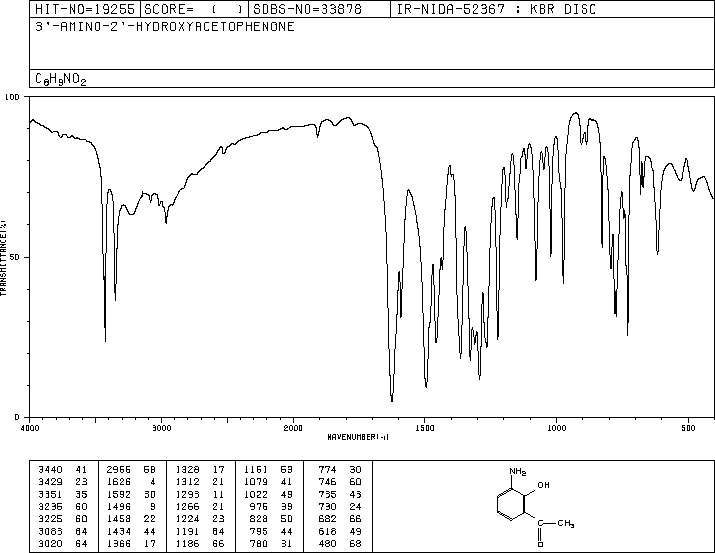 HIT-NO=19255 SCORE= ( ) SDBS-NO=33878 IR-NIDA-52367 : KBR DISC
3'-AMINO-2'-HYDROXYACETOPHENONE
C8H9NO2
100
50
0
TRANSMITTANCE(%)
4000 3000 2000 1500 1000 500
WAVENUMBER(-1)
3440 41 2966 58 1328 17 1151 53 774 30
3429 23 1626 4 1312 21 1079 41 746 60
3351 35 1592 30 1293 11 1022 49 735 43
3235 60 1496 9 1266 21 976 39 730 24
3225 60 1458 22 1224 23 828 50 682 66
3083 64 1434 44 1191 64 795 44 618 49
3020 64 1366 17 1186 66 780 31 480 68
NH2
OH
C—CH3
O